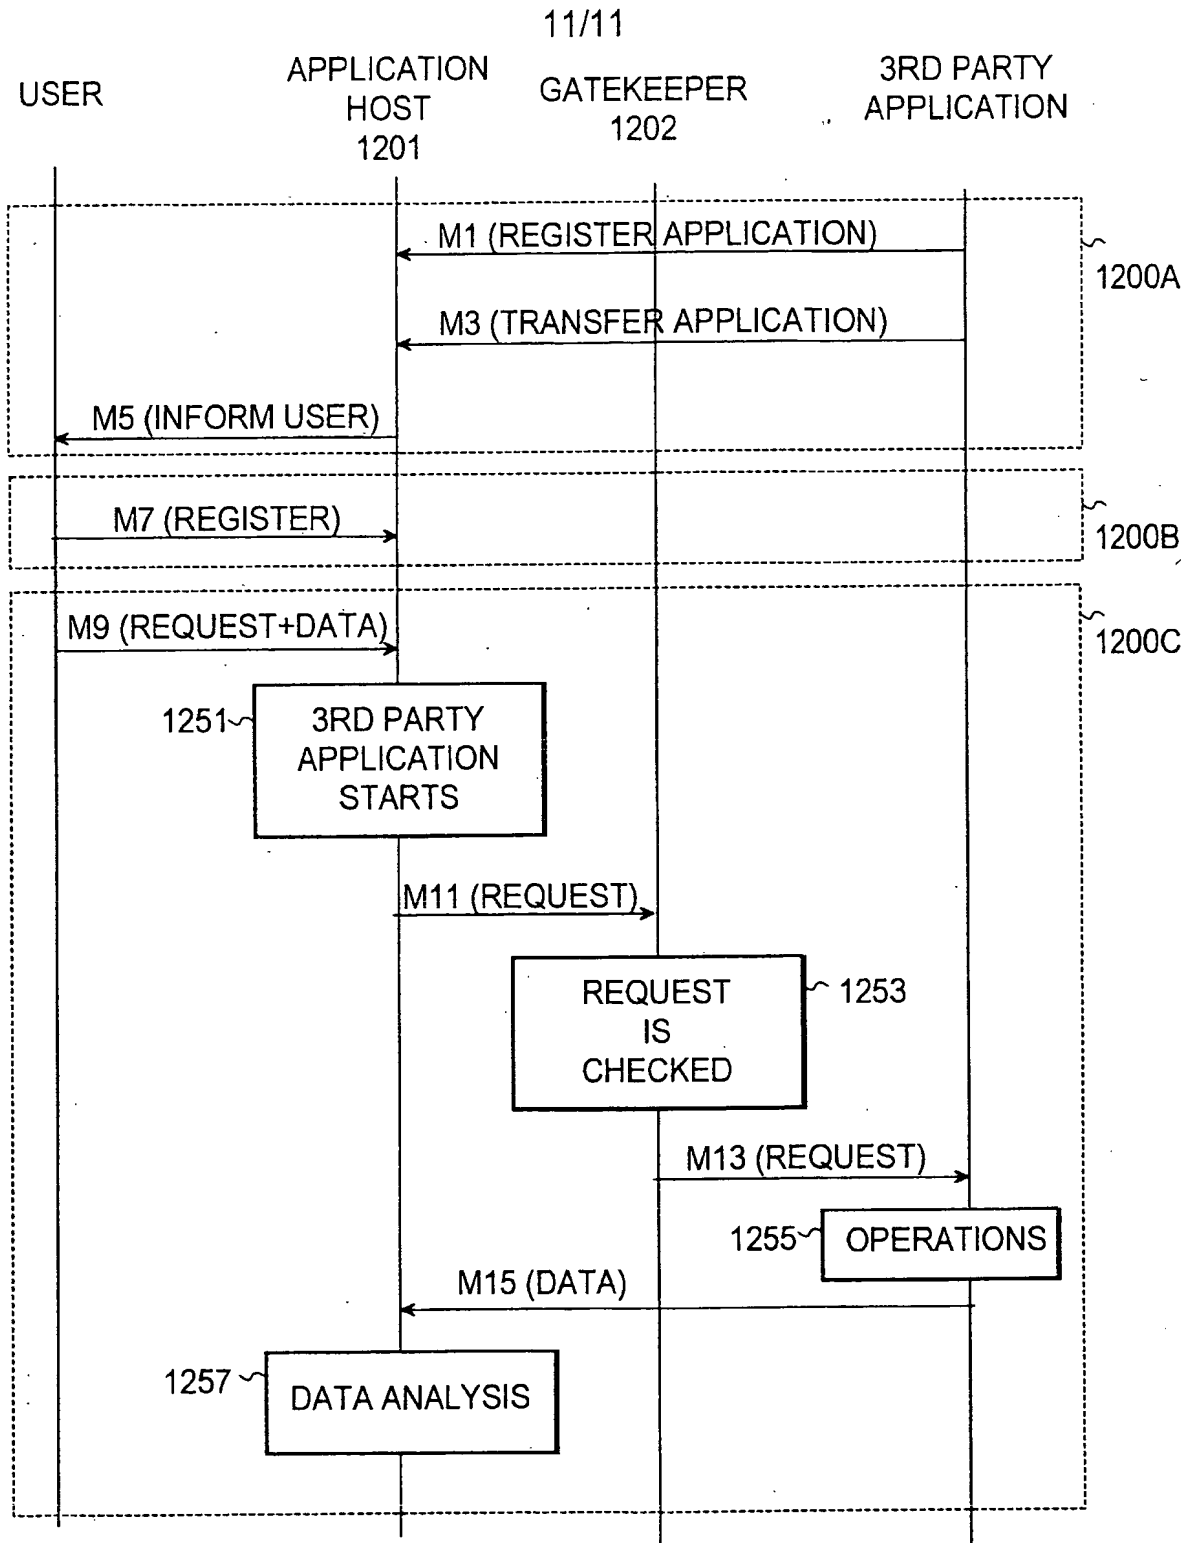 11/11
USER
APPLICATION
HOST
1201
GATEKEEPER
1202
3RD PARTY
APPLICATION
M1 (REGISTER APPLICATION)
1200A
M3 (TRANSFER APPLICATION)
M5 (INFORM USER)
M7 (REGISTER)
1200B
M9 (REQUEST+DATA)
1200C
1251
3RD PARTY
APPLICATION
STARTS
M11 (REQUEST)
REQUEST
IS
CHECKED
1253
M13 (REQUEST)
1255
OPERATIONS
M15 (DATA)
1257
DATA ANALYSIS